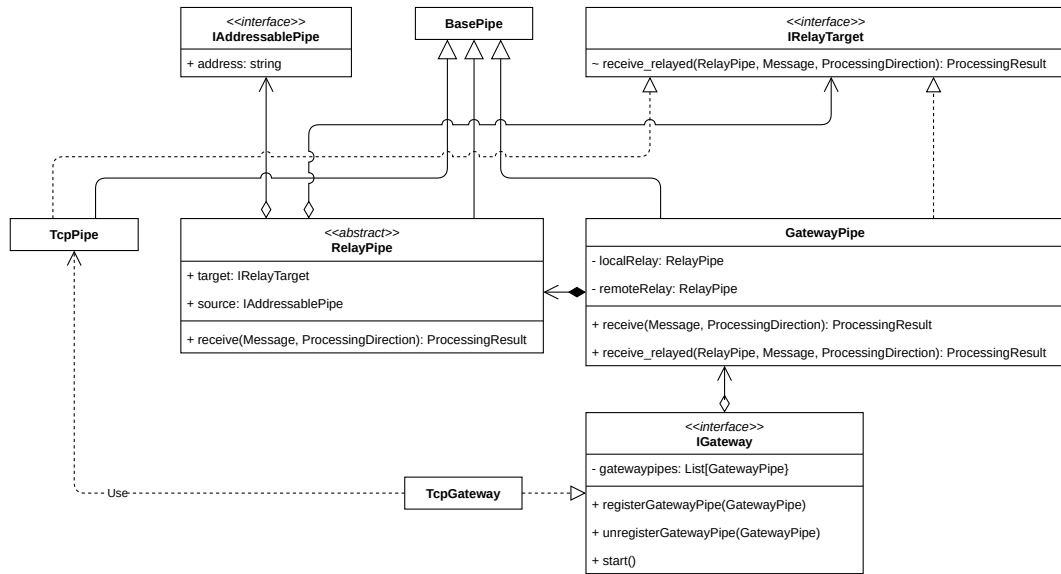 <<interface>>
IAddressablePipe
+ address: string
BasePipe
<<interface>>
IRelayTarget
~ receive_relayed(RelayPipe, Message, ProcessingDirection): ProcessingResult
TcpPipe
<<abstract>>
RelayPipe
+ target: IRelayTarget
+ source: IAddressablePipe
+ receive(Message, ProcessingDirection): ProcessingResult
GatewayPipe
- localRelay: RelayPipe
- remoteRelay: RelayPipe
+ receive(Message, ProcessingDirection): ProcessingResult
+ receive_relayed(RelayPipe, Message, ProcessingDirection): ProcessingResult
<<interface>>
IGateway
- gatewaypipes: List[GatewayPipe}
+ registerGatewayPipe(GatewayPipe)
+ unregisterGatewayPipe(GatewayPipe)
+ start()
Use
TcpGateway